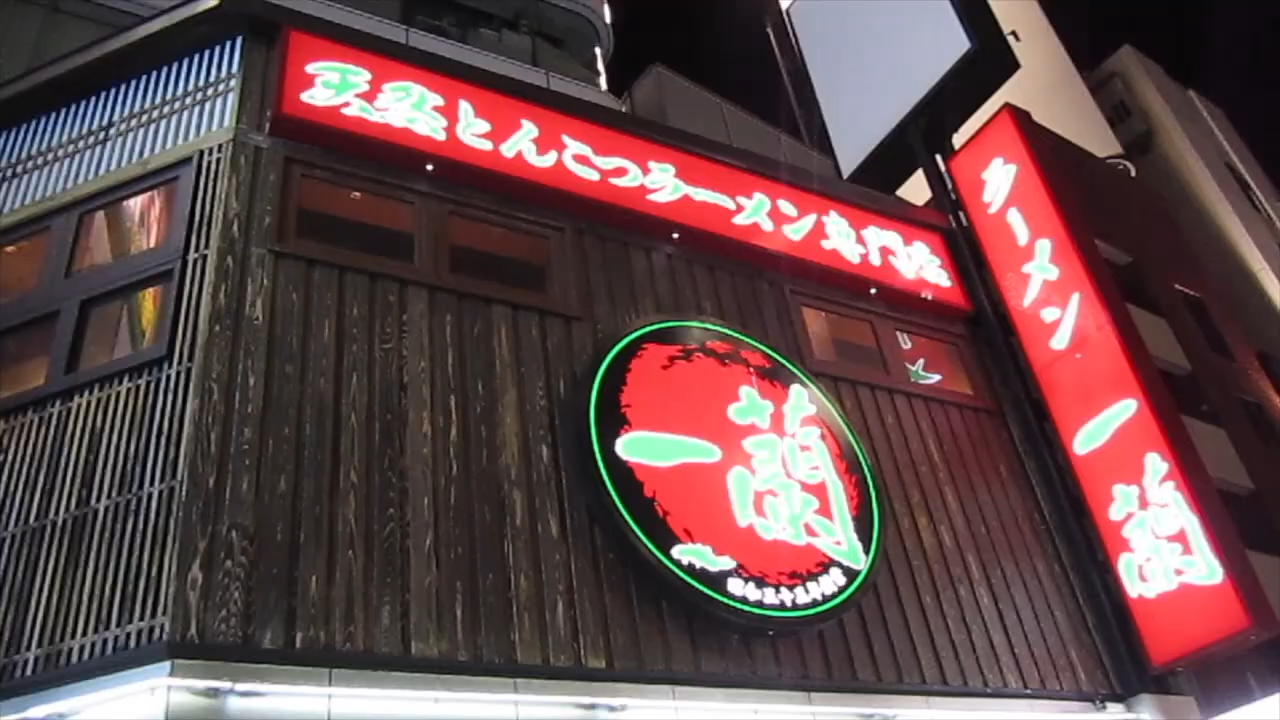 天然とんこつラーメン専門店
一蘭
ラーメン 一蘭